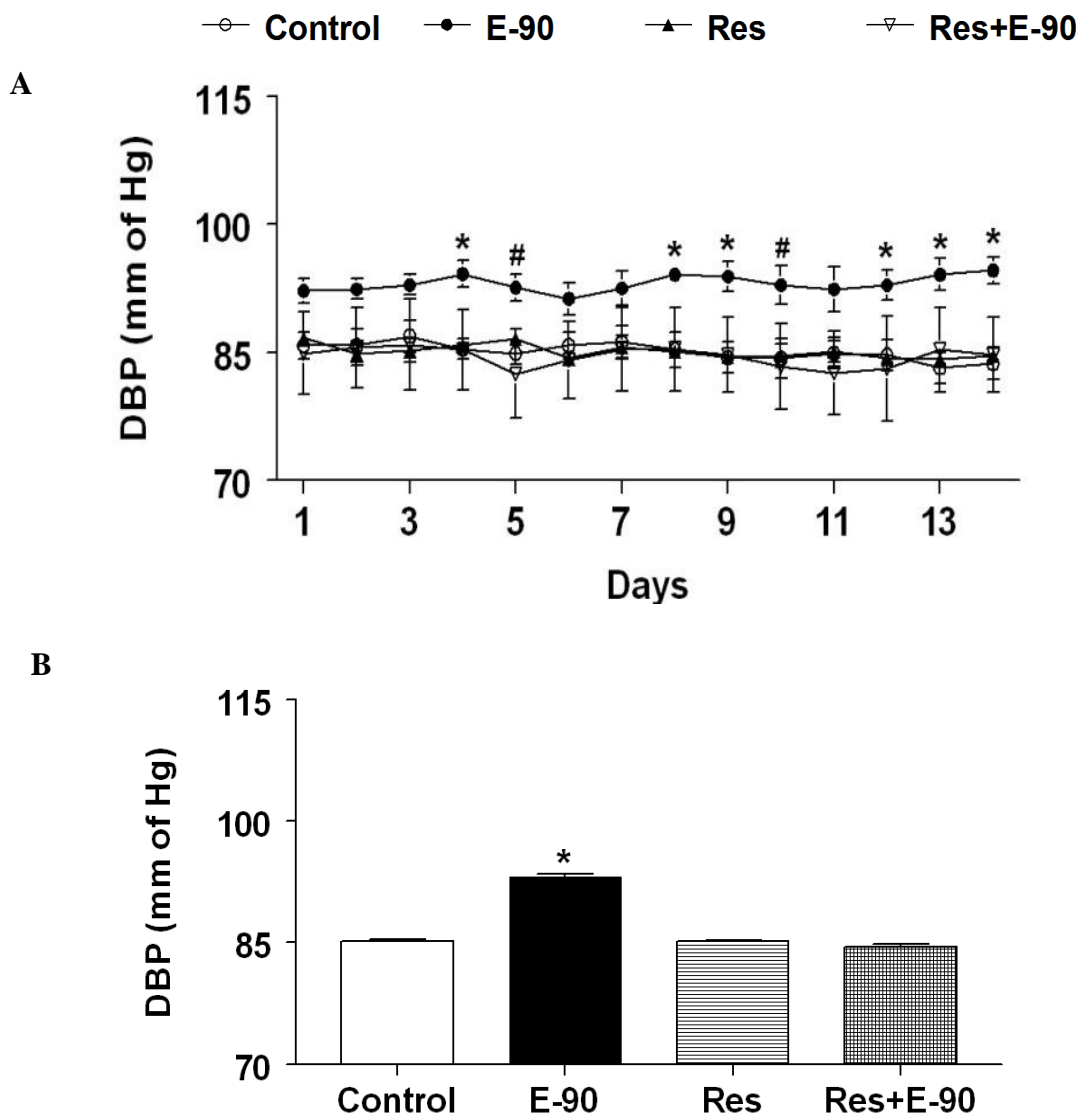 Control E-90 Res Res+E-90
A
115
100
85
70
DBP (mm of Hg)
* # * * # * * *
1 3 5 7 9 11 13
Days
B
115
100
85
70
DBP (mm of Hg)
*
Control E-90 Res Res+E-90